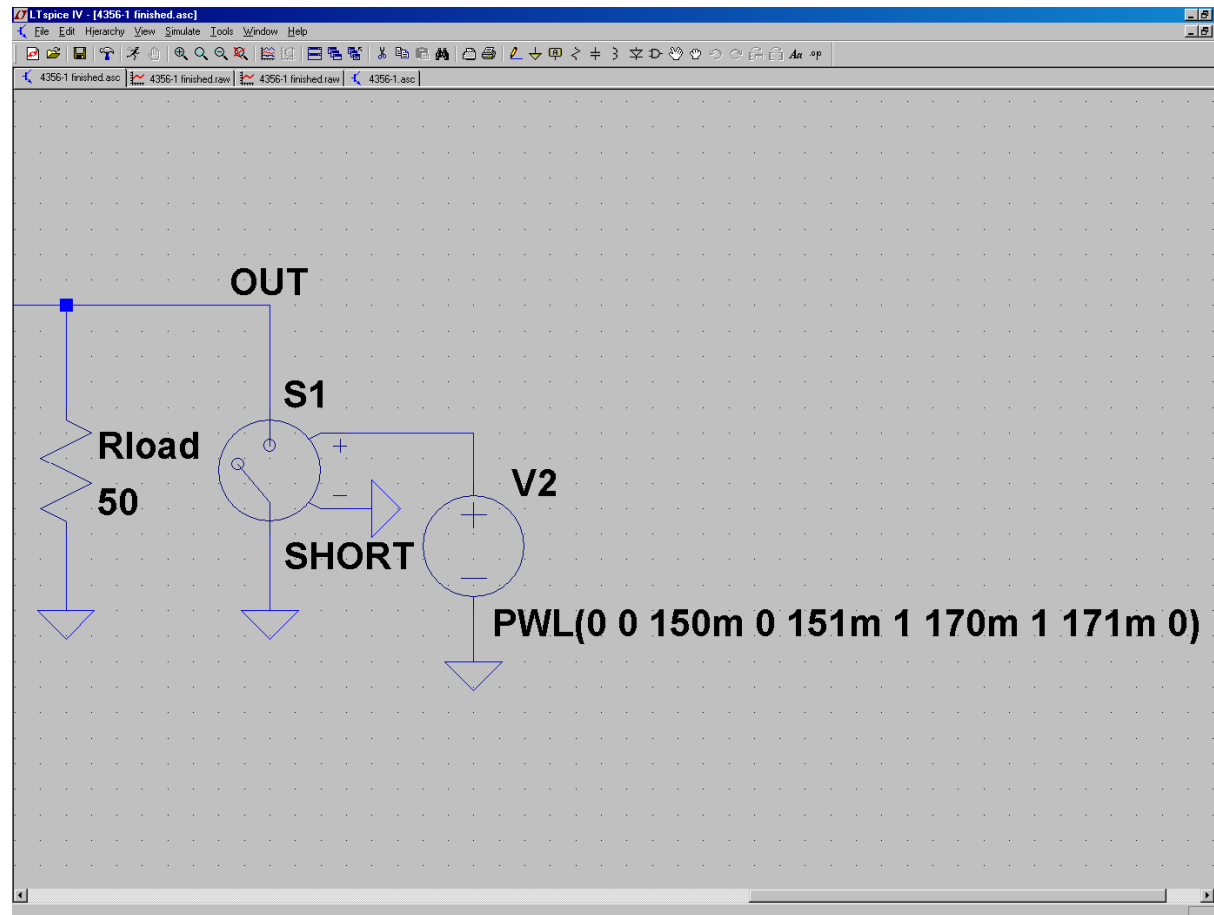 LTspice IV - [4356-1 finished.asc]
File Edit Hierarchy View Simulate Tools Window Help
Aa .op
4356-1 finished.asc 4356-1 finished.raw 4356-1 finished.raw 4356-1.asc
OUT
S1
Rload
50
+
−
V2
+
−
SHORT
PWL(0 0 150m 0 151m 1 170m 1 171m 0)